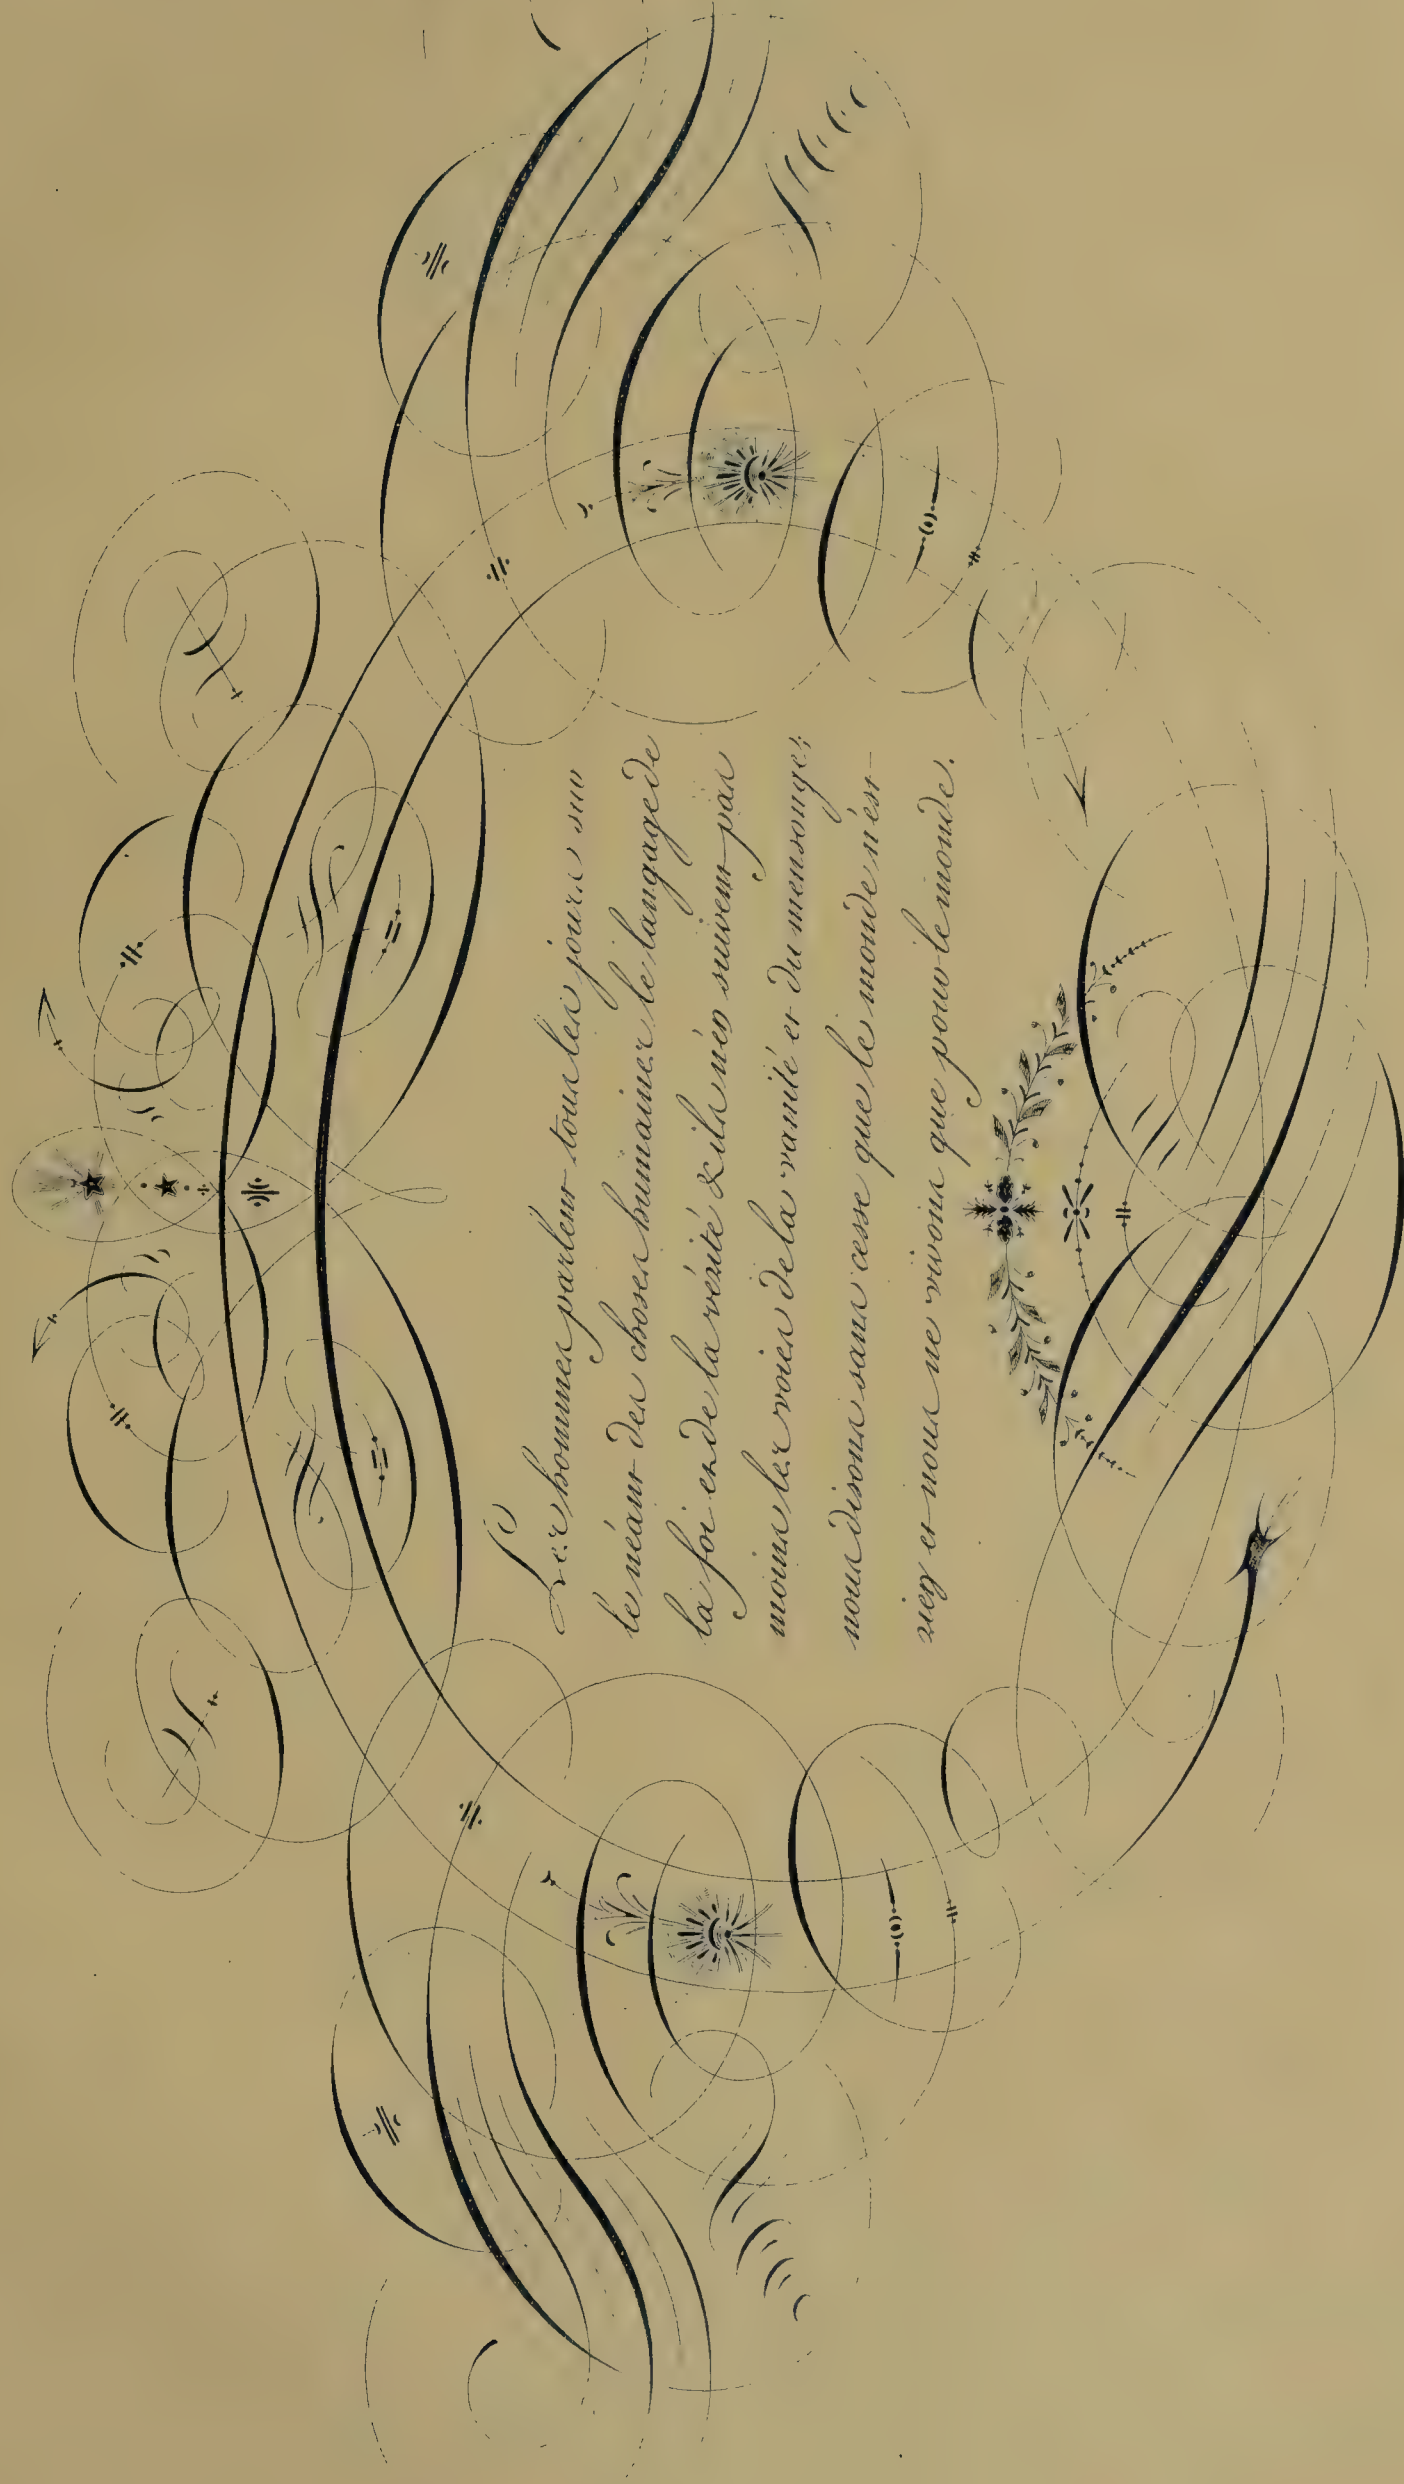 Les hommes parlent tous les jours sur
le néant des choses humaines le langage de
la foi et de la vérité & ils n'en suivent pas
moins les voies de la vanité et du mensonge;
nous disons sans cesse que le monde n'est
rien et nous ne vivons que pour le monde.